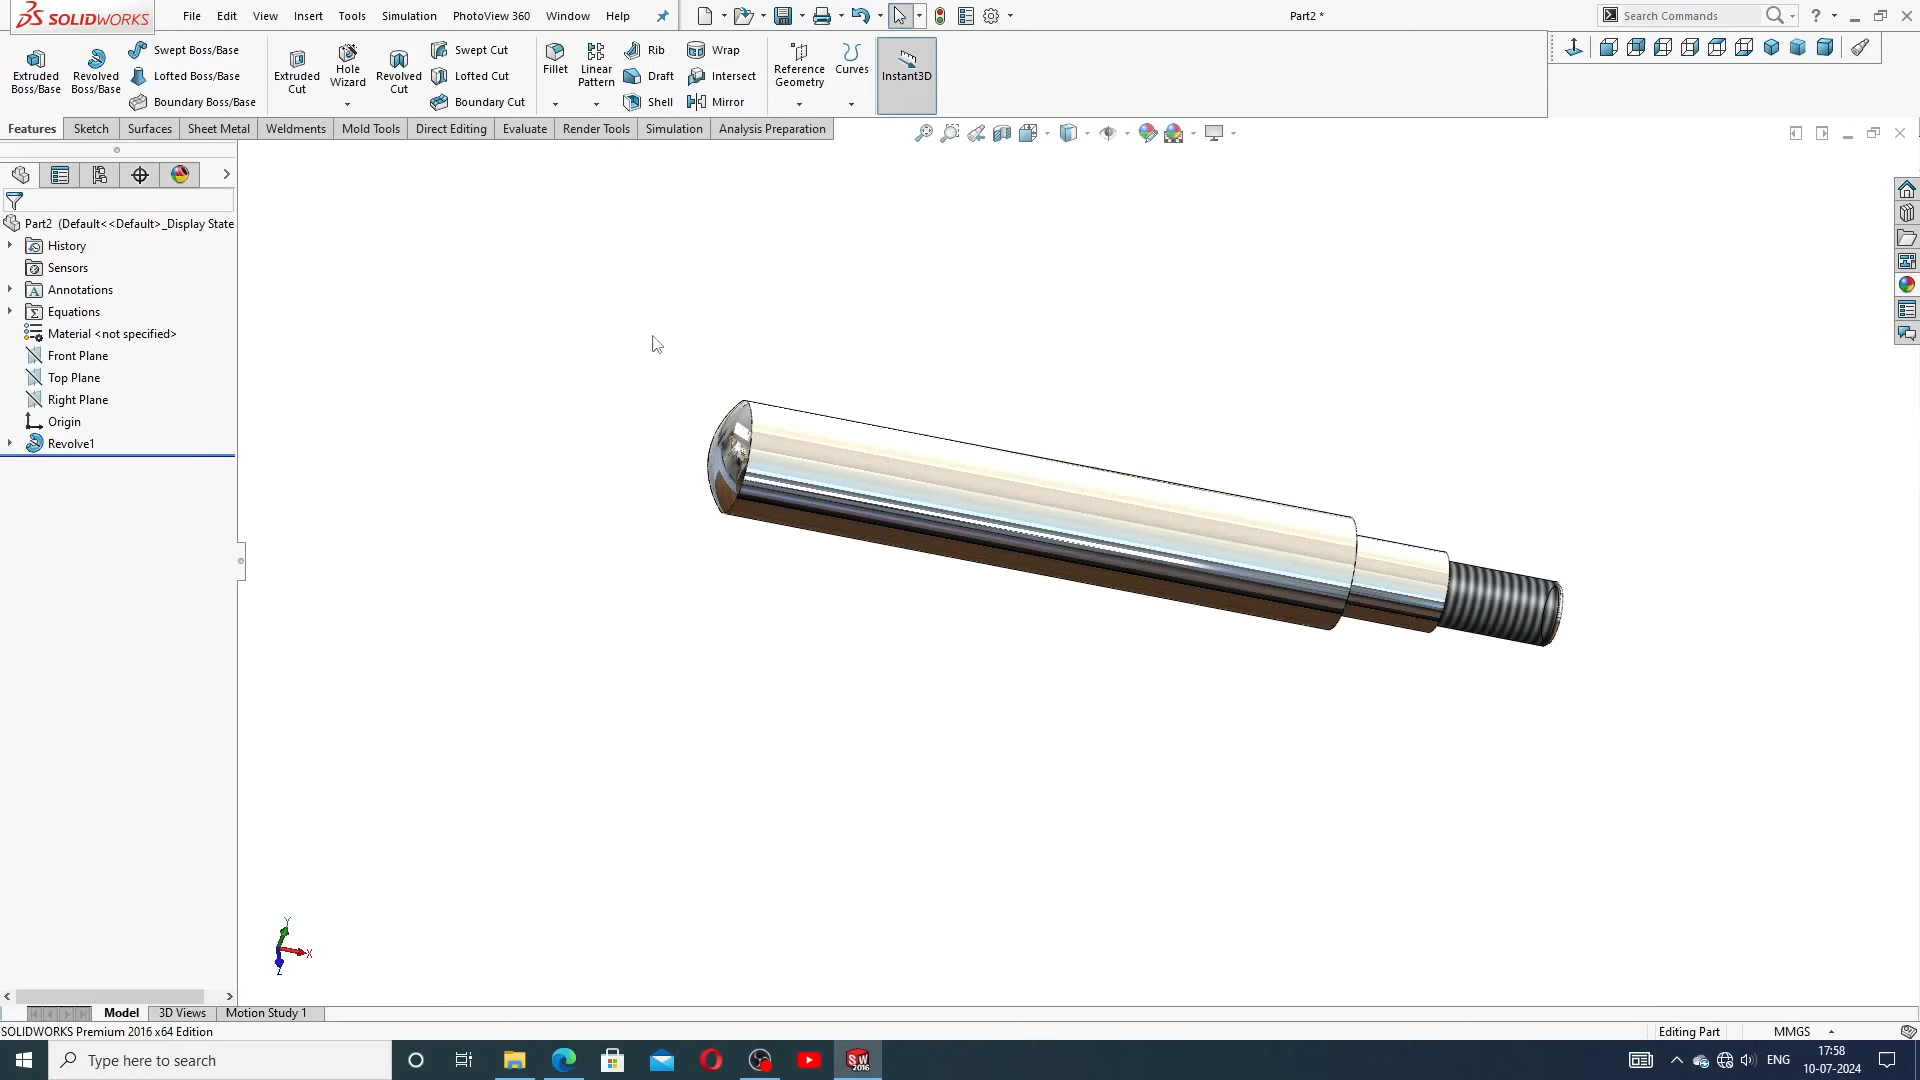 SOLIDWORKS File Edit View Insert Tools Simulation PhotoView 360 Window Help Part2 * Search Commands ?
Extruded Boss/Base
Revolved Boss/Base
Swept Boss/Base
Lofted Boss/Base
Boundary Boss/Base
Extruded Cut
Hole Wizard
Revolved Cut
Swept Cut
Lofted Cut
Boundary Cut
Fillet
Linear Pattern
Rib
Draft
Shell
Wrap
Intersect
Mirror
Reference Geometry
Curves
Instant3D
Features Sketch Surfaces Sheet Metal Weldments Mold Tools Direct Editing Evaluate Render Tools Simulation Analysis Preparation
Part2 (Default<<Default>_Display State
History
Sensors
Annotations
Equations
Material <not specified>
Front Plane
Top Plane
Right Plane
Origin
Revolve1
Y
X
Z
Model 3D Views Motion Study 1
SOLIDWORKS Premium 2016 x64 Edition Editing Part MMGS
Type here to search ENG 17:58
10-07-2024
SW
2016